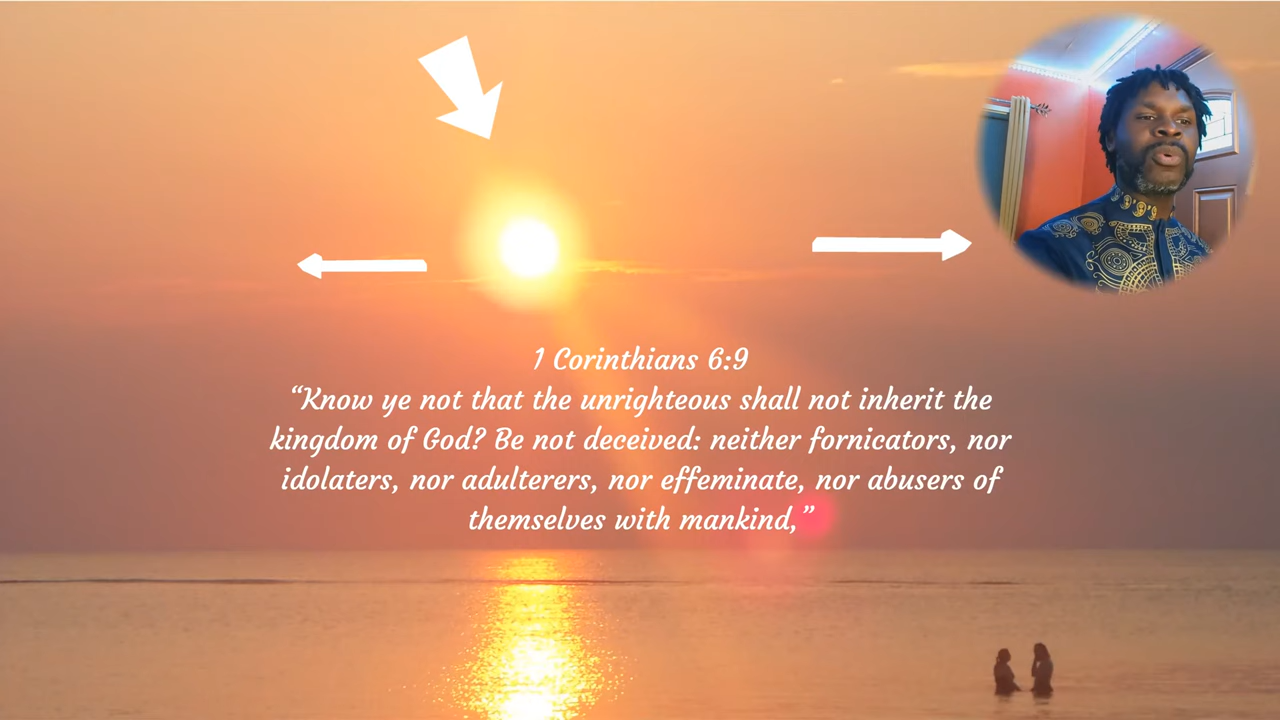 1 Corinthians 6:9
“Know ye not that the unrighteous shall not inherit the
kingdom of God? Be not deceived: neither fornicators, nor
idolaters, nor adulterers, nor effeminate, nor abusers of
themselves with mankind,”